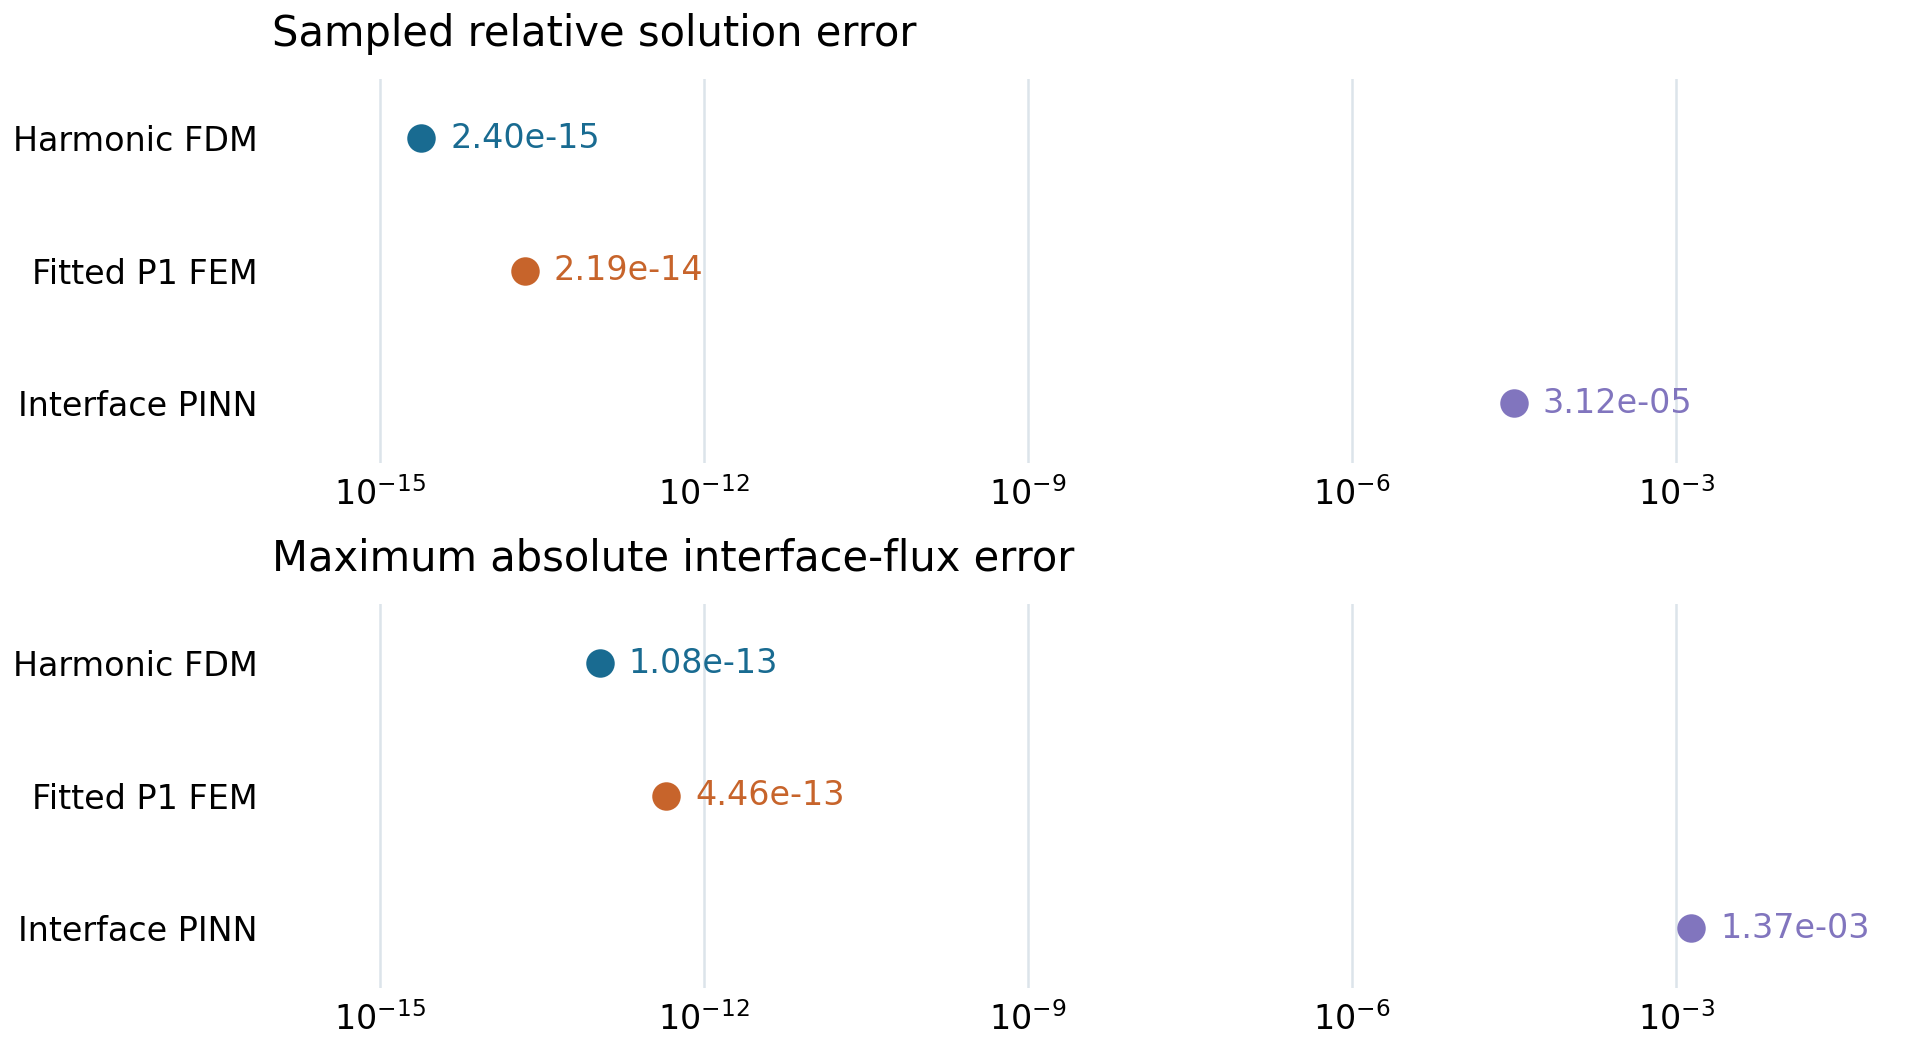 Sampled relative solution error
Harmonic FDM 2.40e-15
Fitted P1 FEM 2.19e-14
Interface PINN 3.12e-05
10⁻¹⁵ 10⁻¹² 10⁻⁹ 10⁻⁶ 10⁻³
Maximum absolute interface-flux error
Harmonic FDM 1.08e-13
Fitted P1 FEM 4.46e-13
Interface PINN 1.37e-03
10⁻¹⁵ 10⁻¹² 10⁻⁹ 10⁻⁶ 10⁻³